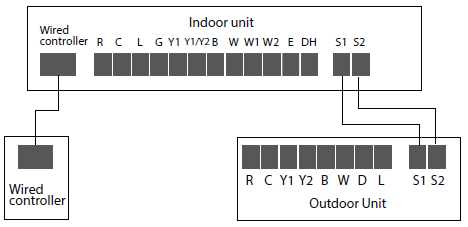 Indoor unit
Wired
controller
R C L G Y1 Y1/Y2 B W W1 W2 E DH S1 S2
R C Y1 Y2 B W D L S1 S2
Wired
controller
Outdoor Unit